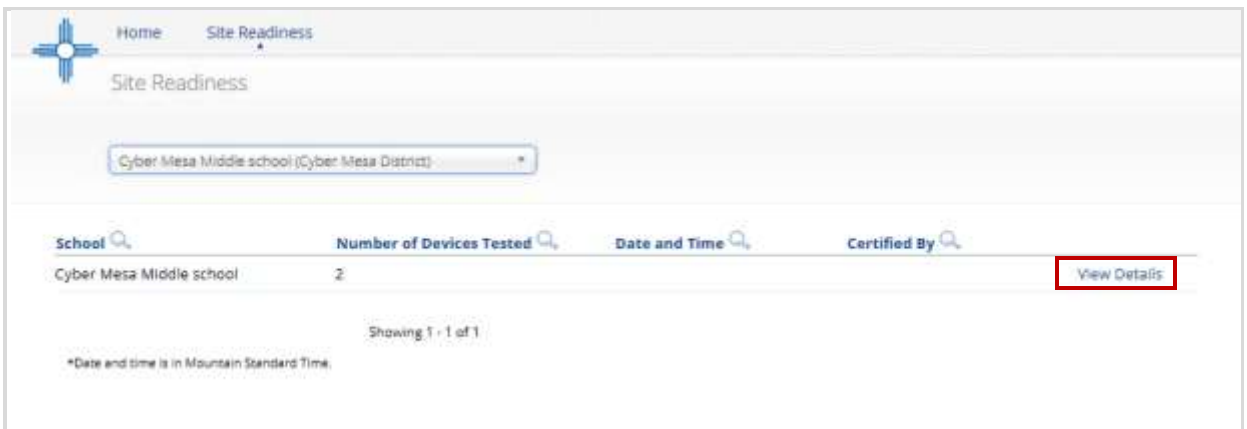 Home Site Readiness
Site Readiness
Cyber Mesa Middle school (Cyber Mesa District)
School Number of Devices Tested Date and Time Certified By
Cyber Mesa Middle school 2 View Details
Showing 1 - 1 of 1
*Date and time is in Mountain Standard Time.